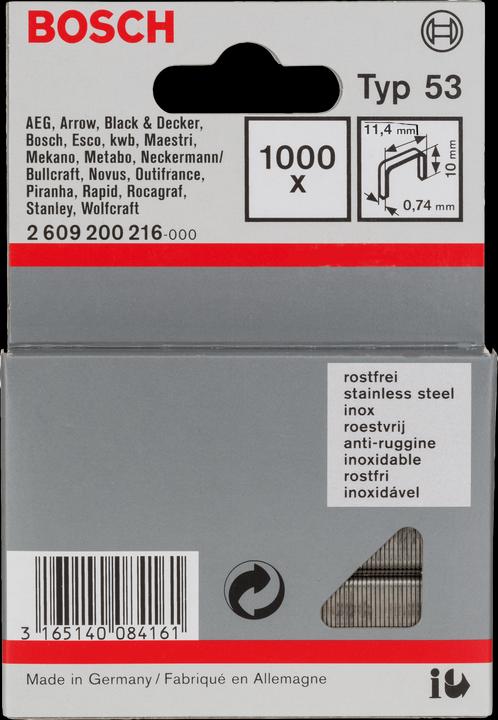 BOSCH
Typ 53
AEG, Arrow, Black & Decker,
Bosch, Esco, kwb, Maestri,
Mekano, Metabo, Neckermann/
Bullcraft, Novus, Outifrance,
Piranha, Rapid, Rocagraf,
Stanley, Wolfcraft
2 609 200 216-000
1000
x
11,4 mm
10 mm
0,74 mm
rostfrei
stainless steel
inox
roestvrij
anti-ruggine
inoxidable
rostfri
inoxidável
3 165140 084161
Made in Germany / Fabriqué en Allemagne